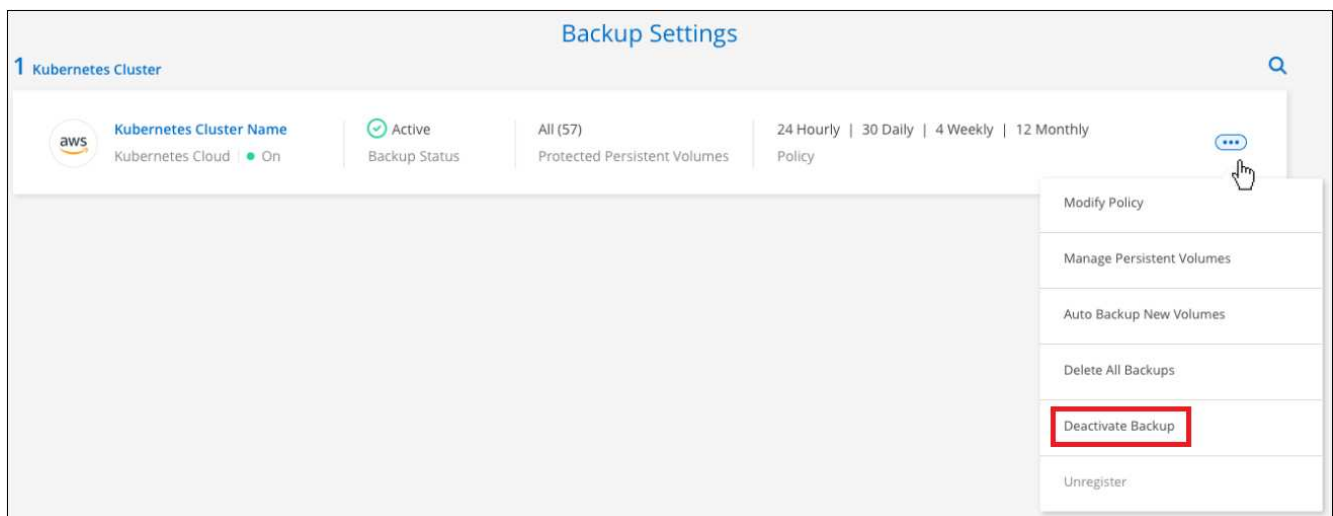 Backup Settings
1 Kubernetes Cluster
aws
Kubernetes Cluster Name
Kubernetes Cloud | On
Active
Backup Status
All (57)
Protected Persistent Volumes
24 Hourly | 30 Daily | 4 Weekly | 12 Monthly
Policy
Modify Policy
Manage Persistent Volumes
Auto Backup New Volumes
Delete All Backups
Deactivate Backup
Unregister